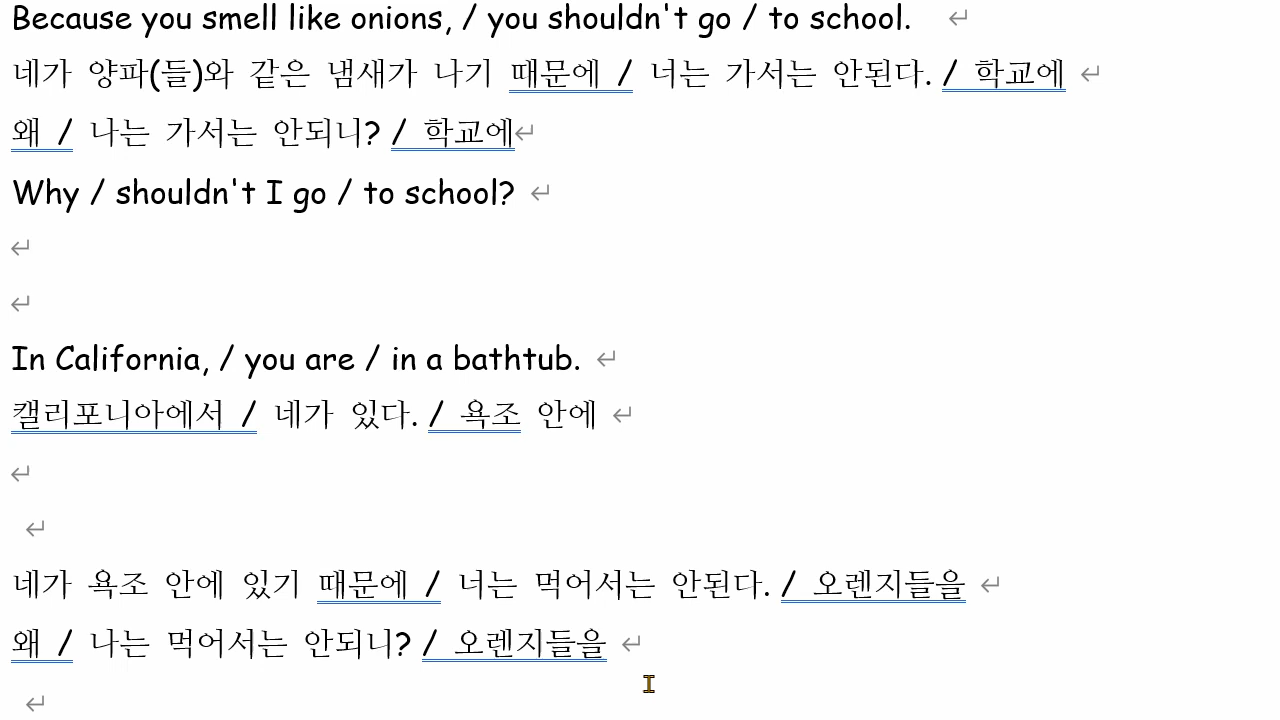 Because you smell like onions, / you shouldn't go / to school.
네가 양파(들)와 같은 냄새가 나기 때문에 / 너는 가서는 안된다. / 학교에
왜 / 나는 가서는 안되니? / 학교에
Why / shouldn't I go / to school?
In California, / you are / in a bathtub.
캘리포니아에서 / 네가 있다. / 욕조 안에
네가 욕조 안에 있기 때문에 / 너는 먹어서는 안된다. / 오렌지들을
왜 / 나는 먹어서는 안되니? / 오렌지들을